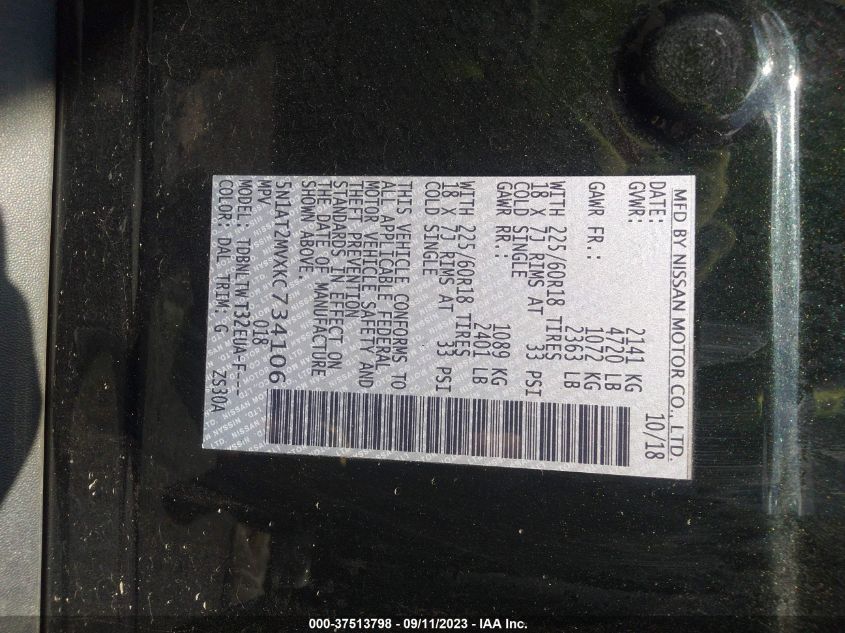 MFD BY NISSAN MOTOR CO., LTD.
DATE: 10/18
GVWR: 2141 KG
4720 LB
GAWR FR.: 1072 KG
2363 LB
WITH 225/60R18 TIRES
18 X 7J RIMS AT 33 PSI
COLD SINGLE
GAWR RR.: 1089 KG
2401 LB
WITH 225/60R18 TIRES
18 X 7J RIMS AT 33 PSI
COLD SINGLE
THIS VEHICLE CONFORMS TO
ALL APPLICABLE FEDERAL
MOTOR VEHICLE SAFETY AND
THEFT PREVENTION
STANDARDS IN EFFECT ON
THE DATE OF MANUFACTURE
SHOWN ABOVE.
5N1AT2MVXKC734106
MPV 018
MODEL: TDBNLTWT32EUA-F---
COLOR: DAL TRIM: G ZS30A
000-37513798 - 09/11/2023 - IAA Inc.